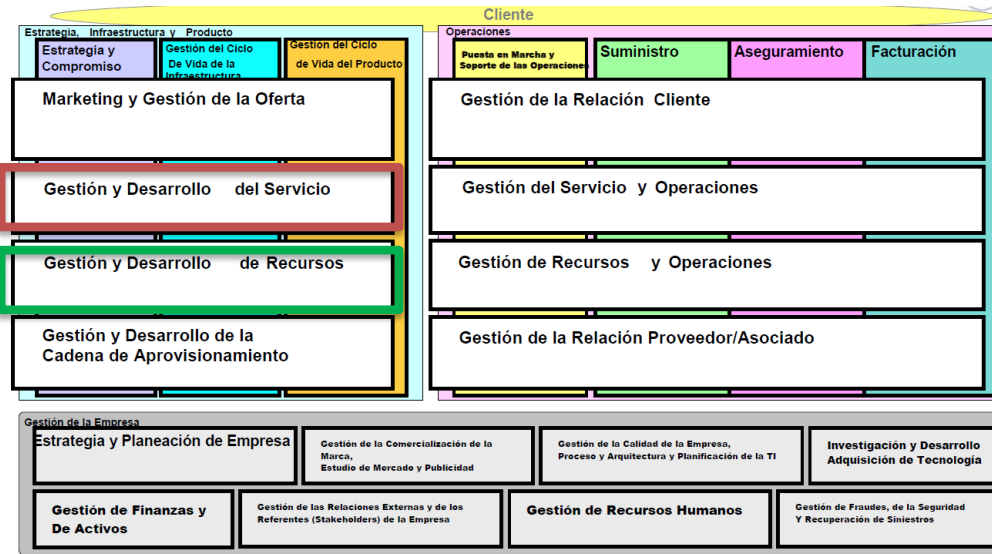 Cliente
Estrategia, Infraestructura y Producto
Operaciones
Estrategia y
Compromiso
Gestión del Ciclo
De Vida de la
Infraestructura
Gestión del Ciclo
de Vida del Producto
Puesta en Marcha y
Soporte de las Operaciones
Suministro
Aseguramiento
Facturación
Marketing y Gestión de la Oferta
Gestión de la Relación Cliente
Gestión y Desarrollo del Servicio
Gestión del Servicio y Operaciones
Gestión y Desarrollo de Recursos
Gestión de Recursos y Operaciones
Gestión y Desarrollo de la
Cadena de Aprovisionamiento
Gestión de la Relación Proveedor/Asociado
Gestión de la Empresa
Estrategia y Planeación de Empresa
Gestión de la Comercialización de la
Marca,
Estudio de Mercado y Publicidad
Gestión de la Calidad de la Empresa,
Proceso y Arquitectura y Planificación de la TI
Investigación y Desarrollo
Adquisición de Tecnología
Gestión de Finanzas y
De Activos
Gestión de las Relaciones Externas y de los
Referentes (Stakeholders) de la Empresa
Gestión de Recursos Humanos
Gestión de Fraudes, de la Seguridad
Y Recuperación de Siniestros